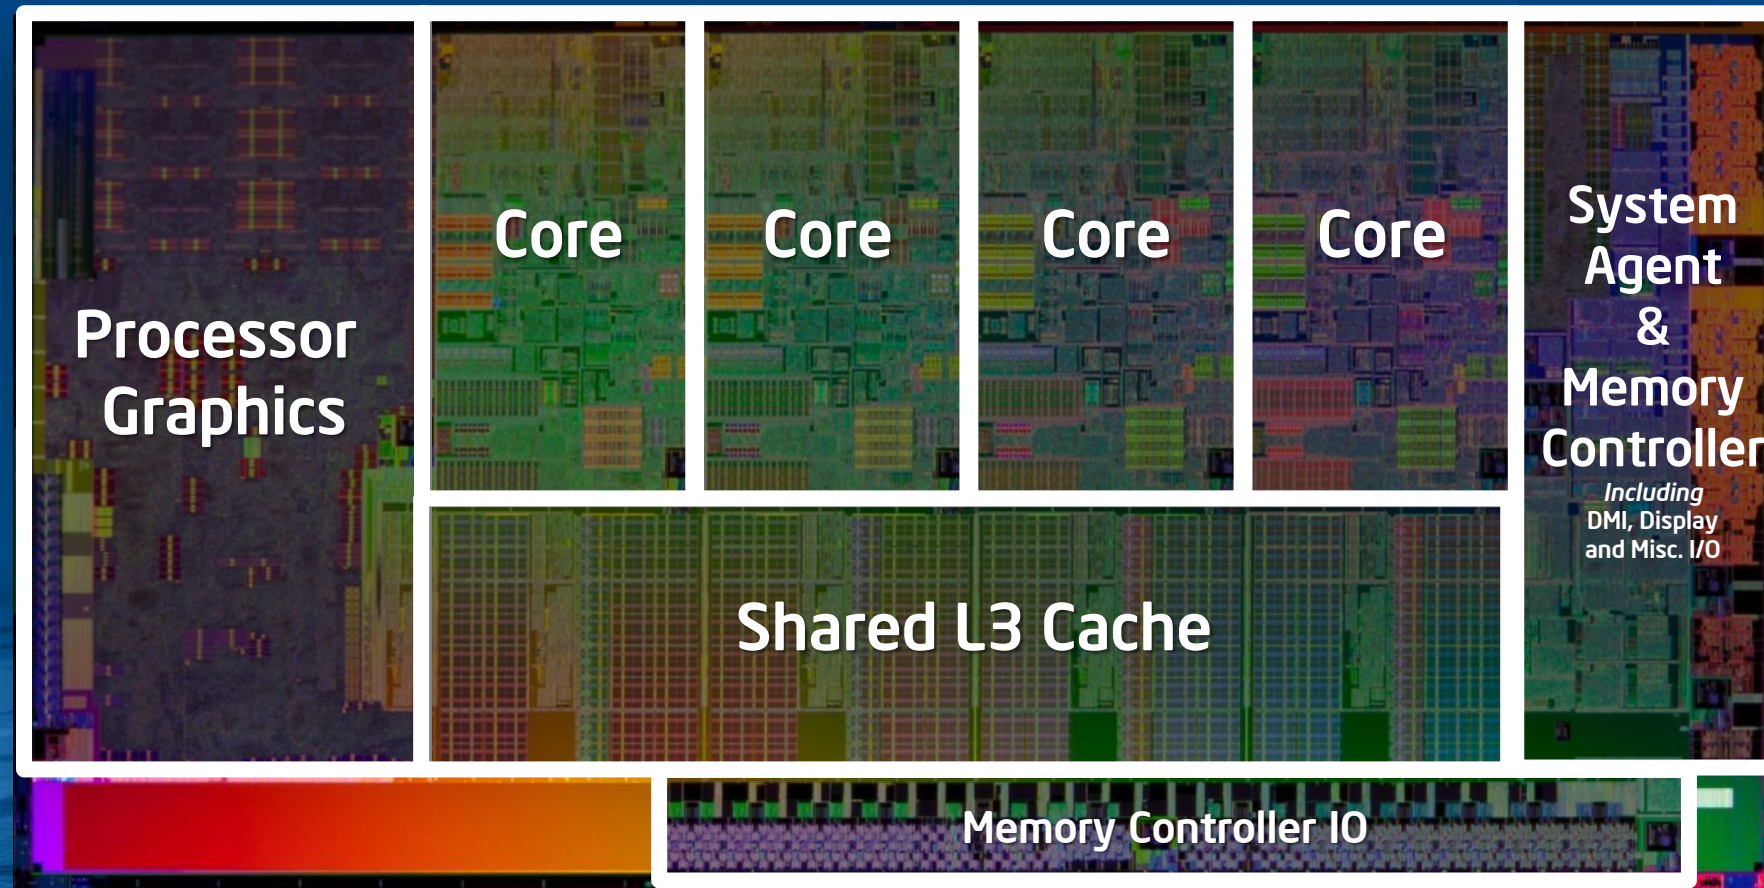 Processor
Graphics
Core
Core
Core
Core
System
Agent
&
Memory
Controller
Including
DMI, Display
and Misc. I/O
Shared L3 Cache
Memory Controller IO